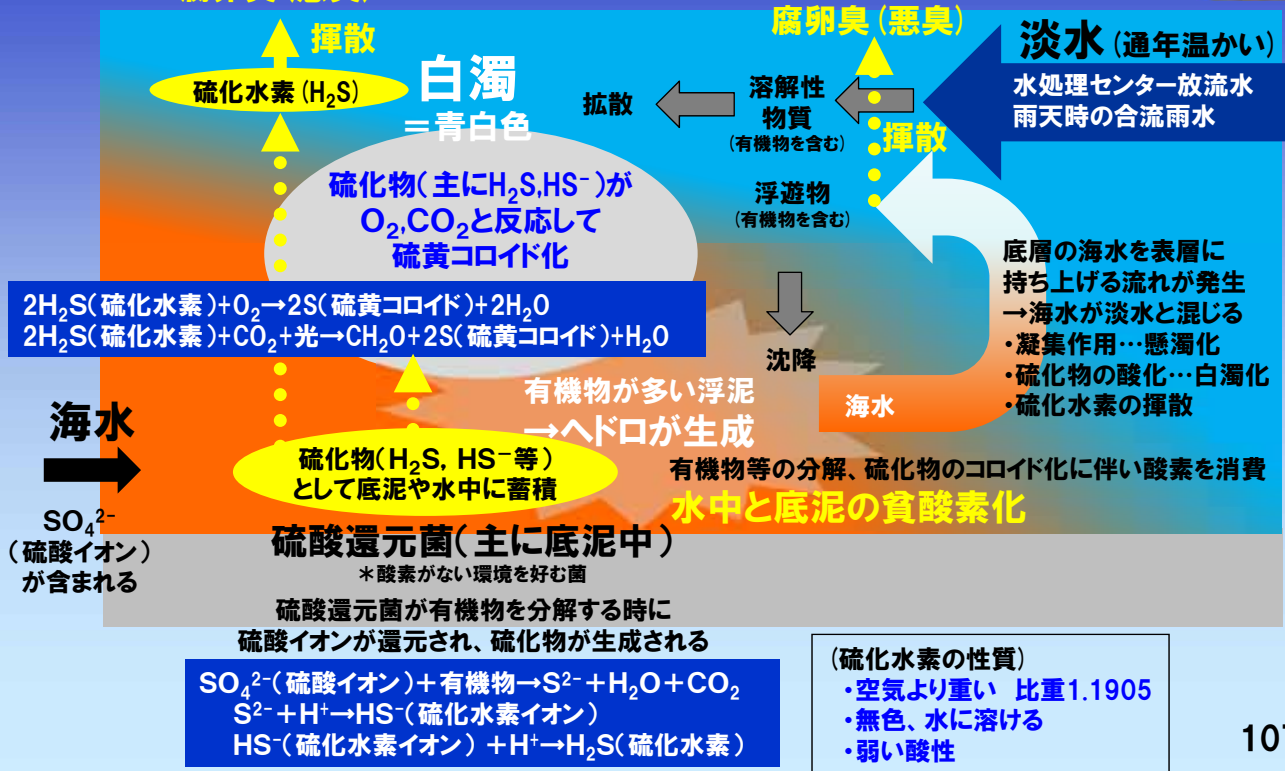 揮散
硫化水素(H₂S)
白濁
＝青白色
腐卵臭(悪臭)
淡水(通年温かい)
水処理センター放流水
雨天時の合流雨水
拡散
溶解性
物質
(有機物を含む)
揮散
浮遊物
(有機物を含む)
硫化物(主にH₂S,HS⁻)が
O₂,CO₂と反応して
硫黄コロイド化
2H₂S(硫化水素)+O₂→2S(硫黄コロイド)+2H₂O
2H₂S(硫化水素)+CO₂+光→CH₂O+2S(硫黄コロイド)+H₂O
底層の海水を表層に
持ち上げる流れが発生
→海水が淡水と混じる
・凝集作用…懸濁化
・硫化物の酸化…白濁化
・硫化水素の揮散
沈降
海水
有機物が多い浮泥
→ヘドロが生成
海水
SO₄²⁻
(硫酸イオン)
が含まれる
硫化物(H₂S, HS⁻等)
として底泥や水中に蓄積
有機物等の分解、硫化物のコロイド化に伴い酸素を消費
水中と底泥の貧酸素化
硫酸還元菌(主に底泥中)
＊酸素がない環境を好む菌
硫酸還元菌が有機物を分解する時に
硫酸イオンが還元され、硫化物が生成される
SO₄²⁻(硫酸イオン)＋有機物→S²⁻＋H₂O＋CO₂
S²⁻＋H⁺→HS⁻(硫化水素イオン)
HS⁻(硫化水素イオン) ＋H⁺→H₂S(硫化水素)
(硫化水素の性質)
・空気より重い 比重1.1905
・無色、水に溶ける
・弱い酸性